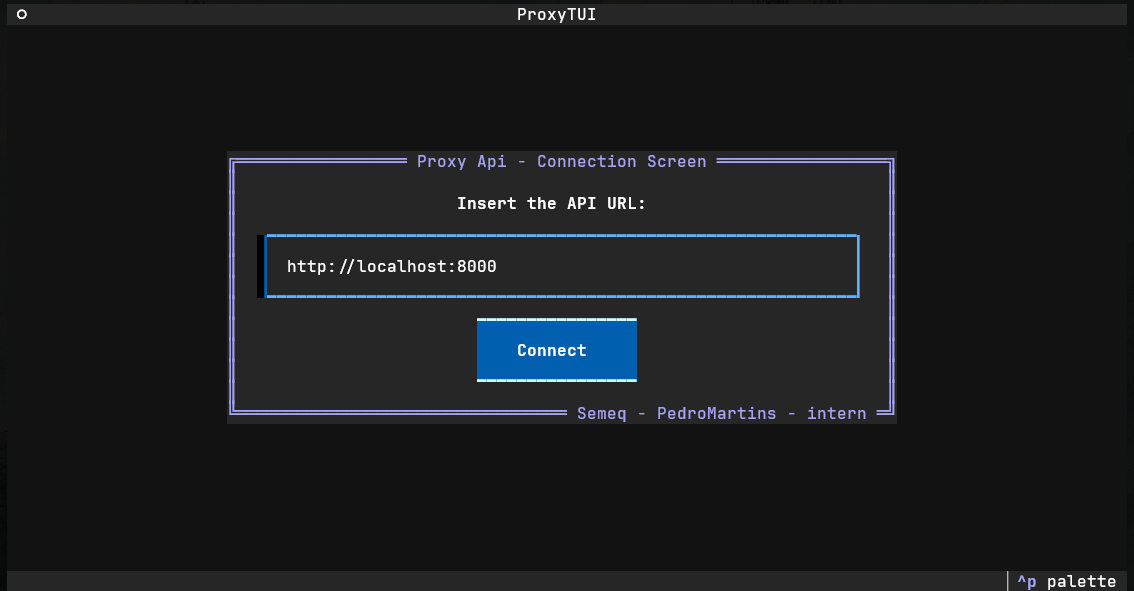 ProxyTUI
Proxy Api - Connection Screen
Insert the API URL:
http://localhost:8000
Connect
Semeq - PedroMartins - intern
^p palette